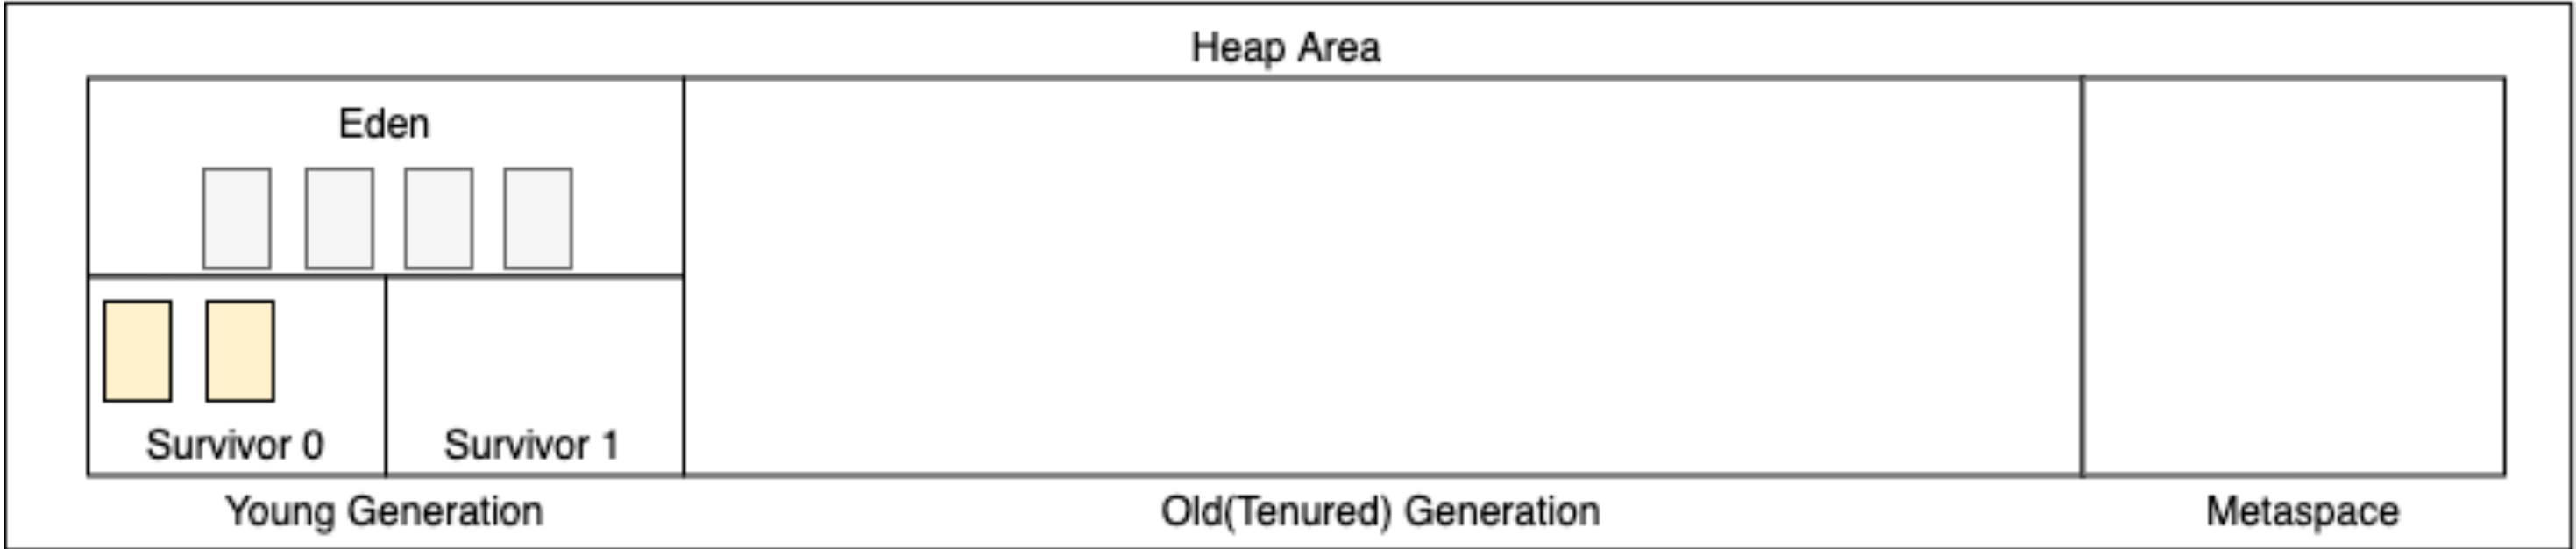 Heap Area
Eden
Survivor 0
Survivor 1
Young Generation
Old(Tenured) Generation
Metaspace